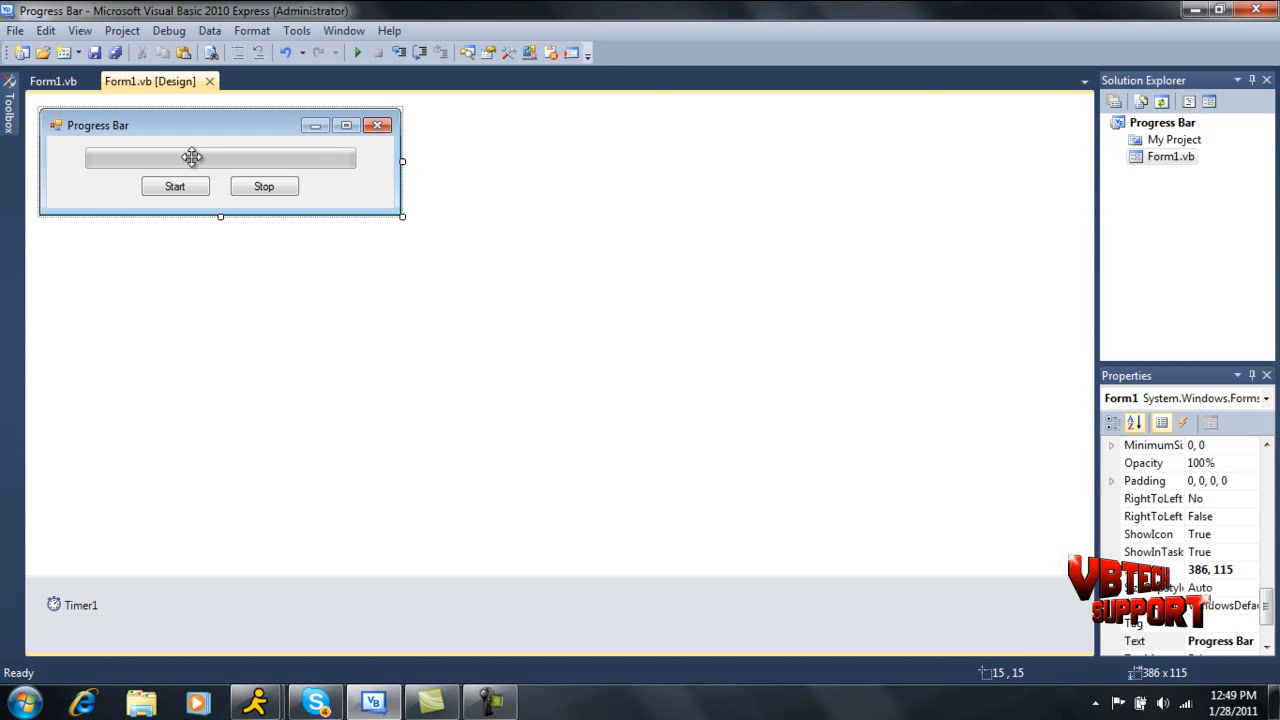 Progress Bar - Microsoft Visual Basic 2010 Express (Administrator)
File Edit View Project Debug Data Format Tools Window Help
Toolbox
Form1.vb
Form1.vb [Design]
Progress Bar
Start
Stop
Timer1
Solution Explorer
Progress Bar
My Project
Form1.vb
Properties
Form1 System.Windows.Forms
MinimumSi 0, 0
Opacity 100%
Padding 0, 0, 0, 0
RightToLeft No
RightToLeft False
ShowIcon True
ShowInTask True
386, 115
Auto
Tag
Text Progress Bar
VBTECH
SUPPORT
Ready
15 , 15
386 x 115
12:49 PM
1/28/2011